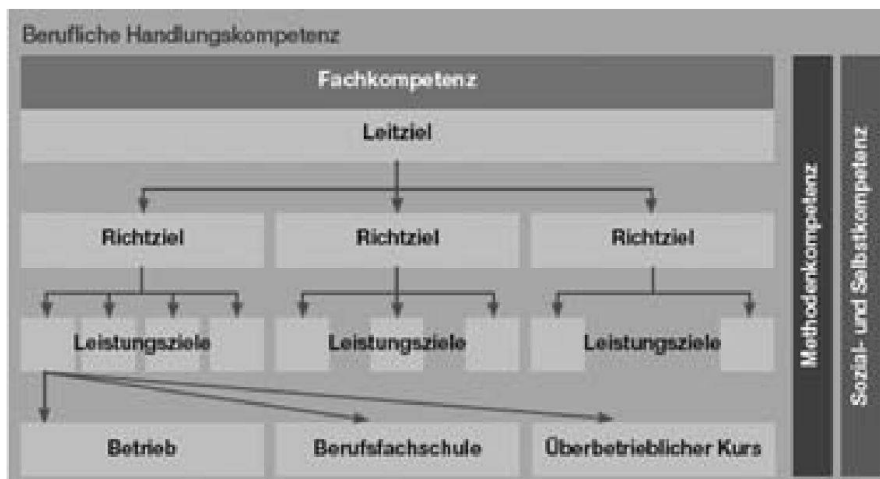 Berufliche Handlungskompetenz
Fachkompetenz
Leitziel
Richtziel Richtziel Richtziel
Leistungsziele Leistungsziele Leistungsziele
Betrieb Berufsfachschule Überbetrieblicher Kurs
Methodenkompetenz
Sozial- und Selbstkompetenz